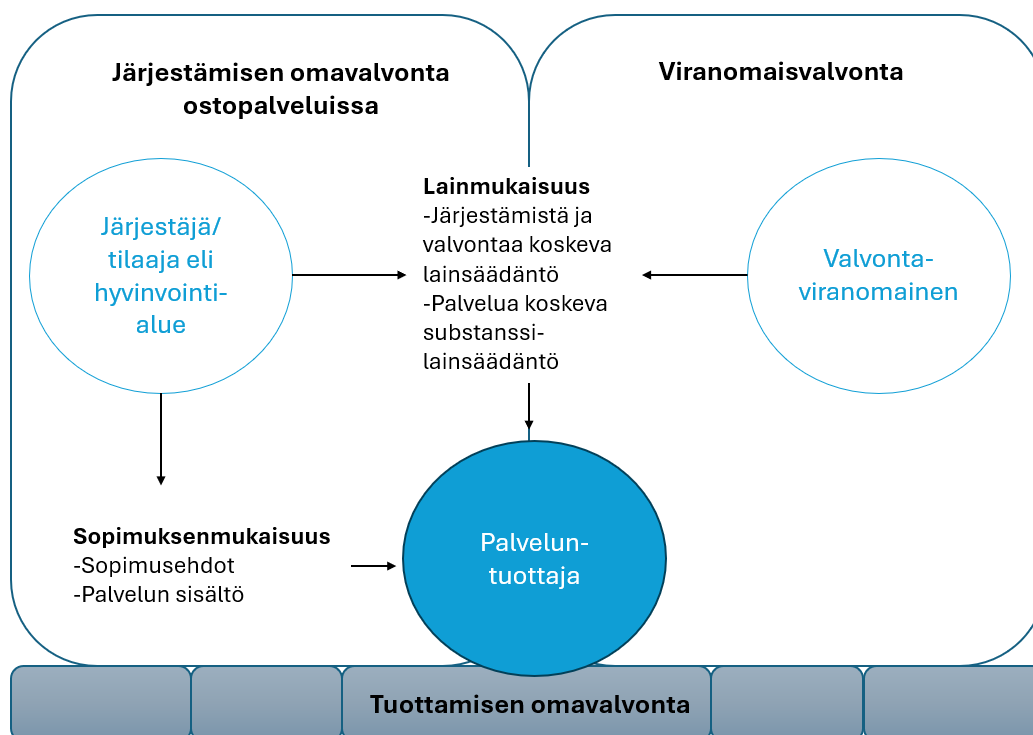 Järjestämisen omavalvonta
ostopalveluissa
Viranomaisvalvonta
Järjestäjä/
tilaaja eli
hyvinvointi-
alue
Lainmukaisuus
-Järjestämistä ja
valvontaa koskeva
lainsäädäntö
-Palvelua koskeva
substanssi-
lainsäädäntö
Valvonta-
viranomainen
Sopimuksenmukaisuus
-Sopimusehdot
-Palvelun sisältö
Palvelun-
tuottaja
Tuottamisen omavalvonta